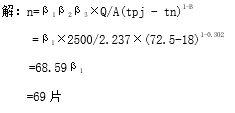 解：n=β₁β₂β₃×Q/A(tpj - tn)¹⁻ᴮ
=β₁×2500/2.237×(72.5-18)¹⁻⁰·³⁰²
=68.59β₁
=69 片